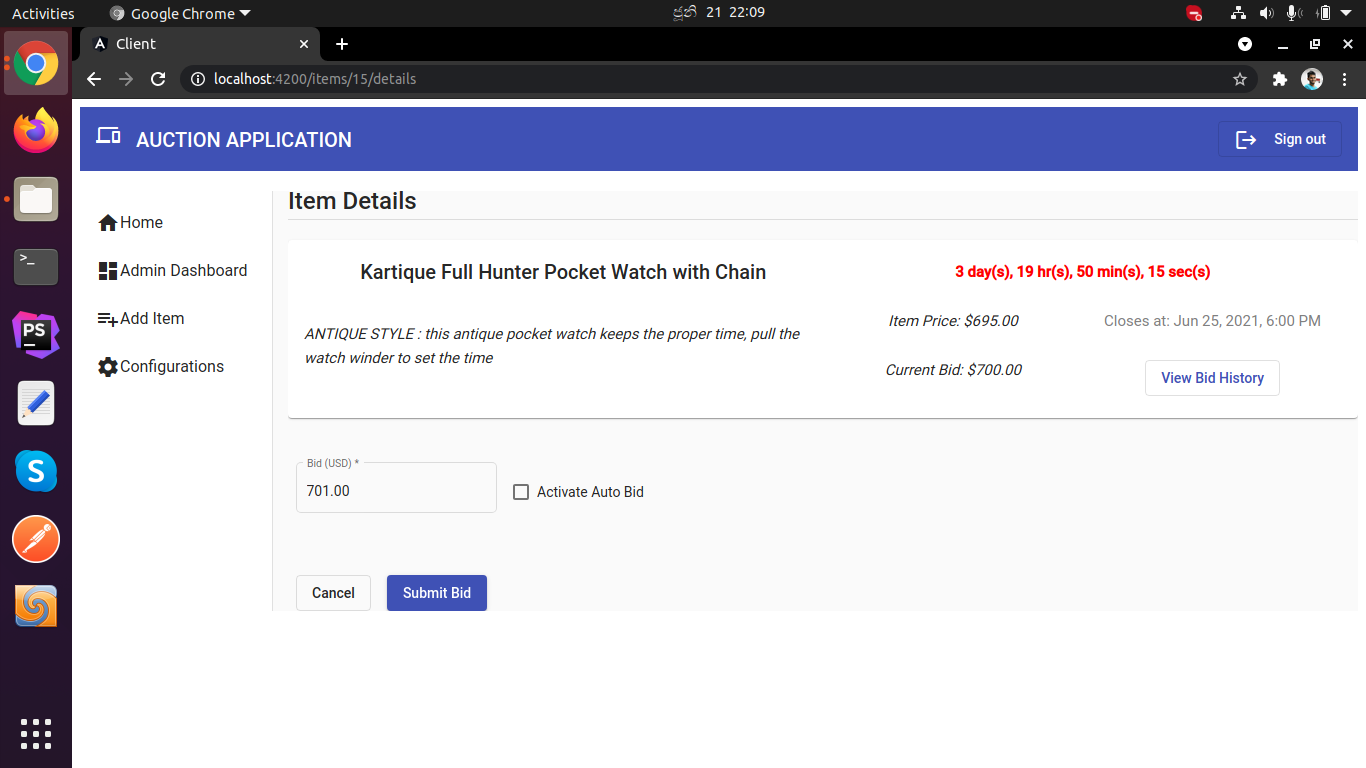 Activities Google Chrome ජූනි 21 22:09
Client
localhost:4200/items/15/details
AUCTION APPLICATION Sign out
Item Details
Home
Admin Dashboard
Add Item
Configurations
Kartique Full Hunter Pocket Watch with Chain
3 day(s), 19 hr(s), 50 min(s), 15 sec(s)
ANTIQUE STYLE : this antique pocket watch keeps the proper time, pull the
watch winder to set the time
Item Price: $695.00
Closes at: Jun 25, 2021, 6:00 PM
Current Bid: $700.00
View Bid History
Bid (USD) *
701.00
Activate Auto Bid
Cancel
Submit Bid
>_
PS
S